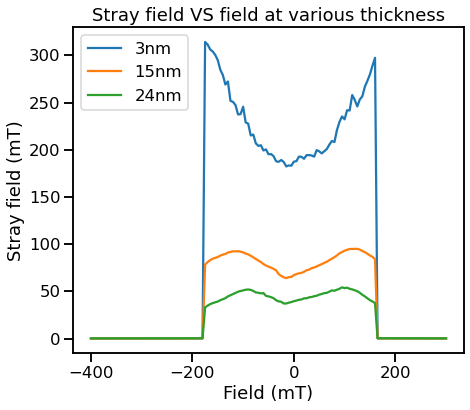 Stray field VS field at various thickness
3nm
15nm
24nm
300
250
200
150
100
50
0
Stray field (mT)
−400
−200
0
200
Field (mT)